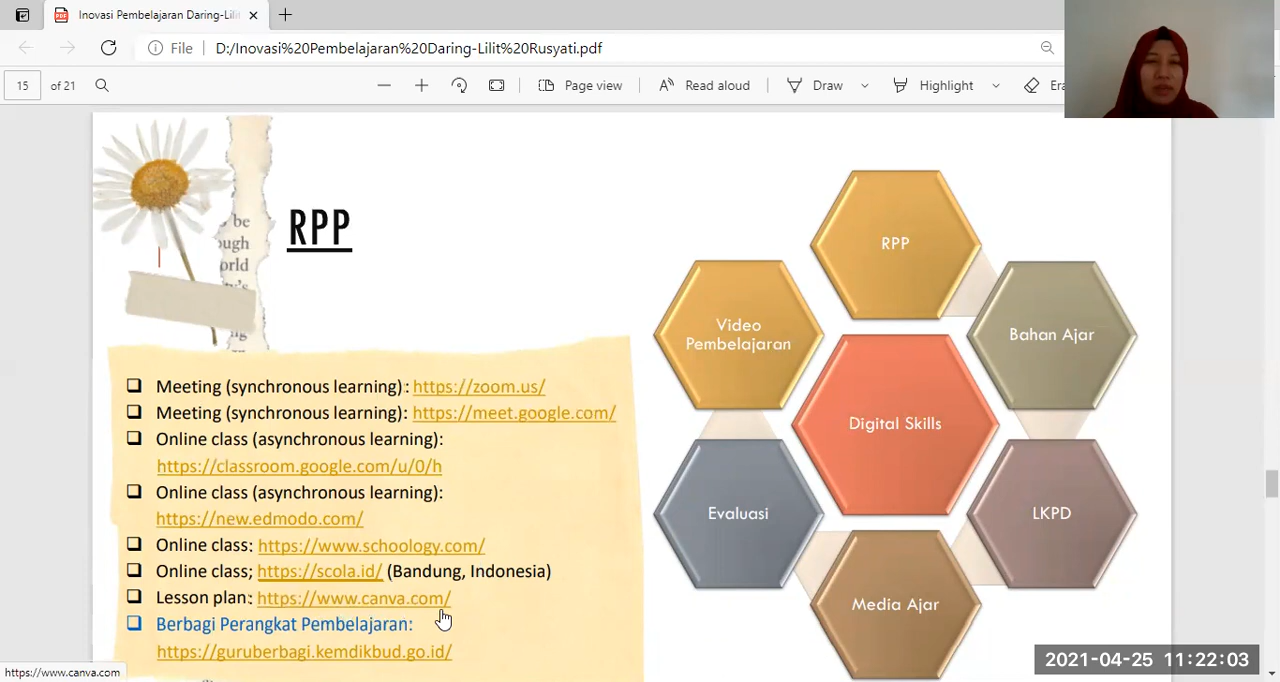 Inovasi Pembelajaran Daring-Lilit
File
D:/Inovasi%20Pembelajaran%20Daring-Lilit%20Rusyati.pdf
15 of 21
Page view
Read aloud
Draw
Highlight
be
ough
orld
RPP
Meeting (synchronous learning): https://zoom.us/
Meeting (synchronous learning): https://meet.google.com/
Online class (asynchronous learning):
https://classroom.google.com/u/0/h
Online class (asynchronous learning):
https://new.edmodo.com/
Online class: https://www.schoology.com/
Online class; https://scola.id/ (Bandung, Indonesia)
Lesson plan: https://www.canva.com/
Berbagi Perangkat Pembelajaran:
https://guruberbagi.kemdikbud.go.id/
RPP
Video
Pembelajaran
Bahan Ajar
Digital Skills
Evaluasi
LKPD
Media Ajar
https://www.canva.com
2021-04-25 11:22:03